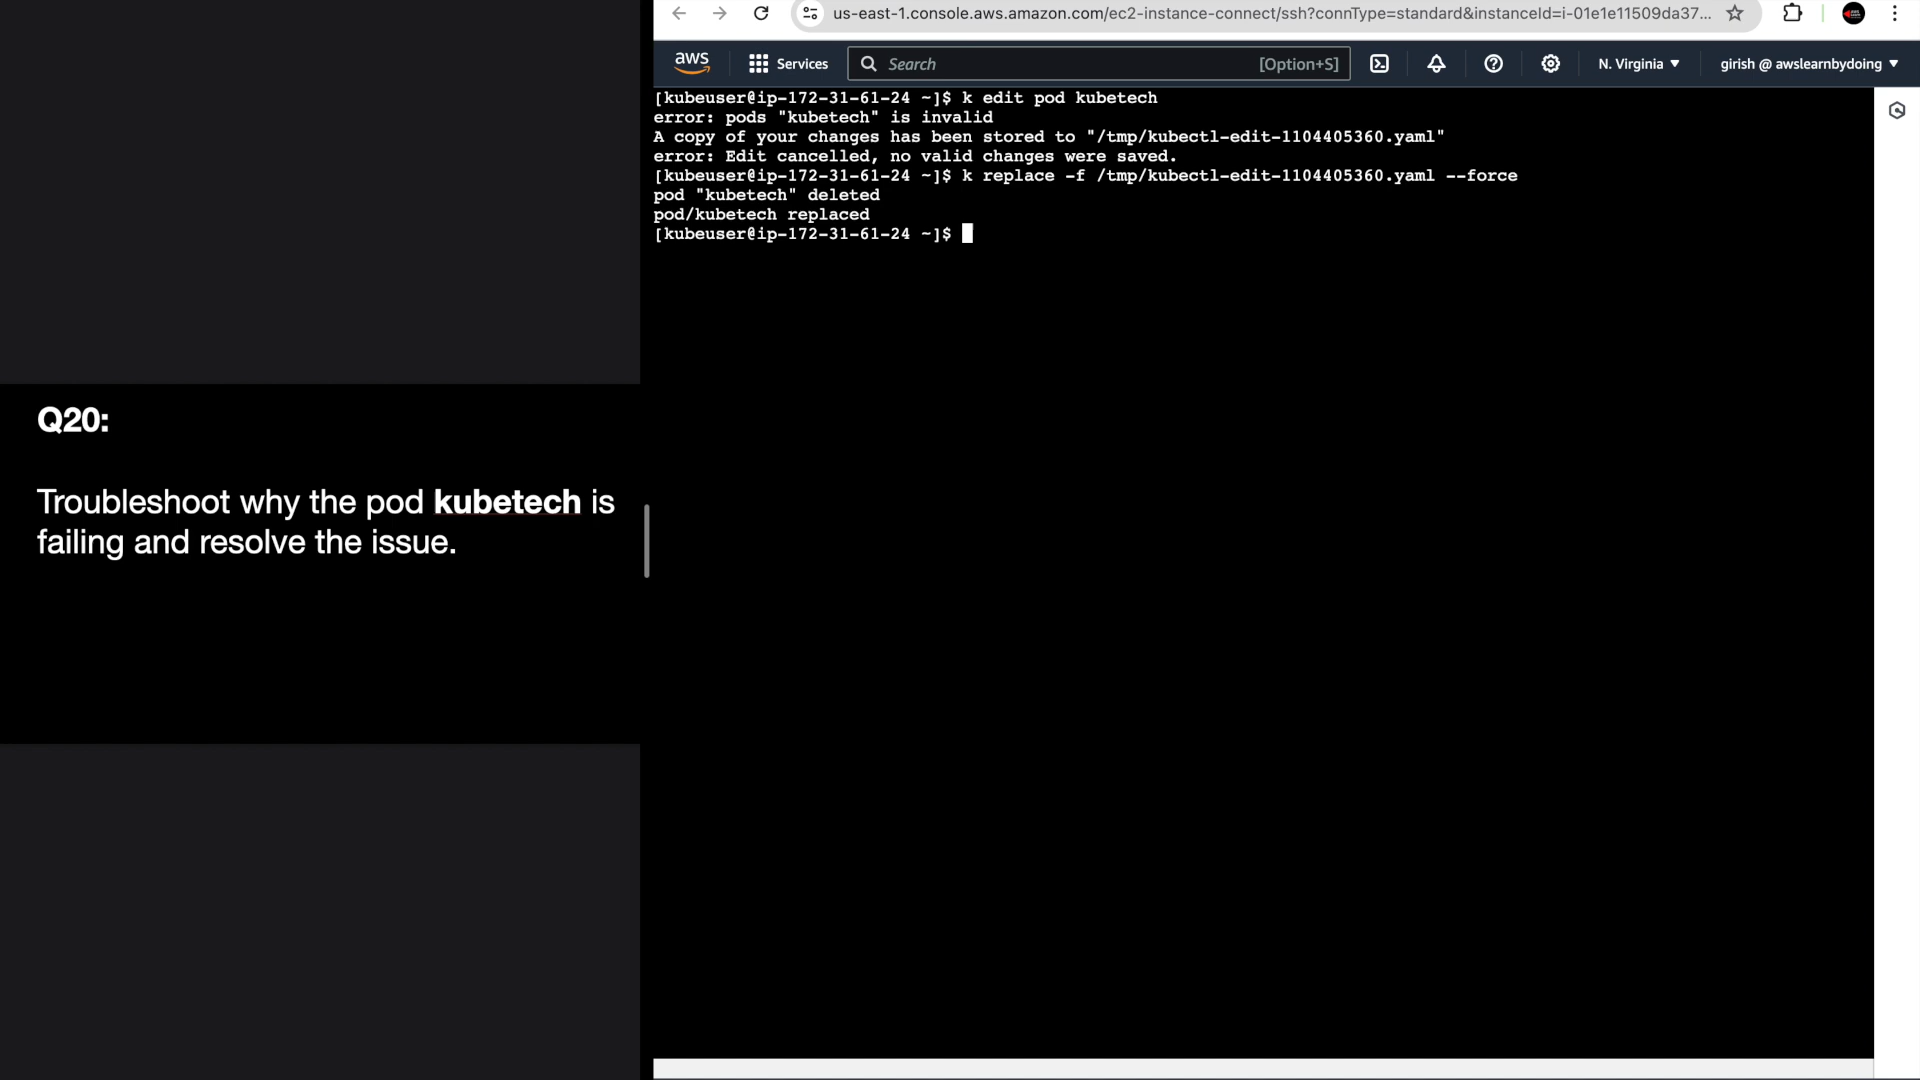 Q20:
Troubleshoot why the pod kubetech is
failing and resolve the issue.
us-east-1.console.aws.amazon.com/ec2-instance-connect/ssh?connType=standard&instanceId=i-01e1e11509da37...
aws
Services
Search
[Option+S]
N. Virginia
girish @ awslearnbydoing
[kubeuser@ip-172-31-61-24 ~]$ k edit pod kubetech
error: pods "kubetech" is invalid
A copy of your changes has been stored to "/tmp/kubectl-edit-1104405360.yaml"
error: Edit cancelled, no valid changes were saved.
[kubeuser@ip-172-31-61-24 ~]$ k replace -f /tmp/kubectl-edit-1104405360.yaml --force
pod "kubetech" deleted
pod/kubetech replaced
[kubeuser@ip-172-31-61-24 ~]$